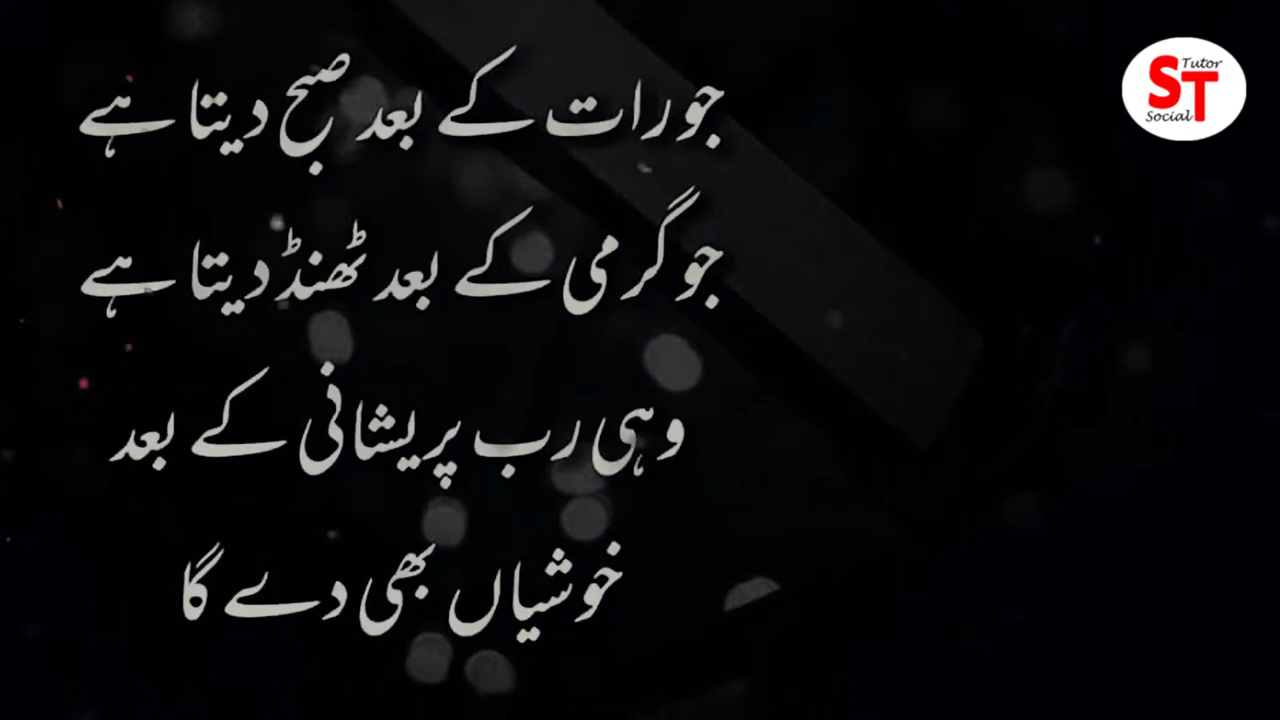 جو رات کے بعد صبح دیتا ہے
جو گرمی کے بعد ٹھنڈ دیتا ہے
وہی رب پریشانی کے بعد
خوشیاں بھی دے گا
ST
Tutor
Social